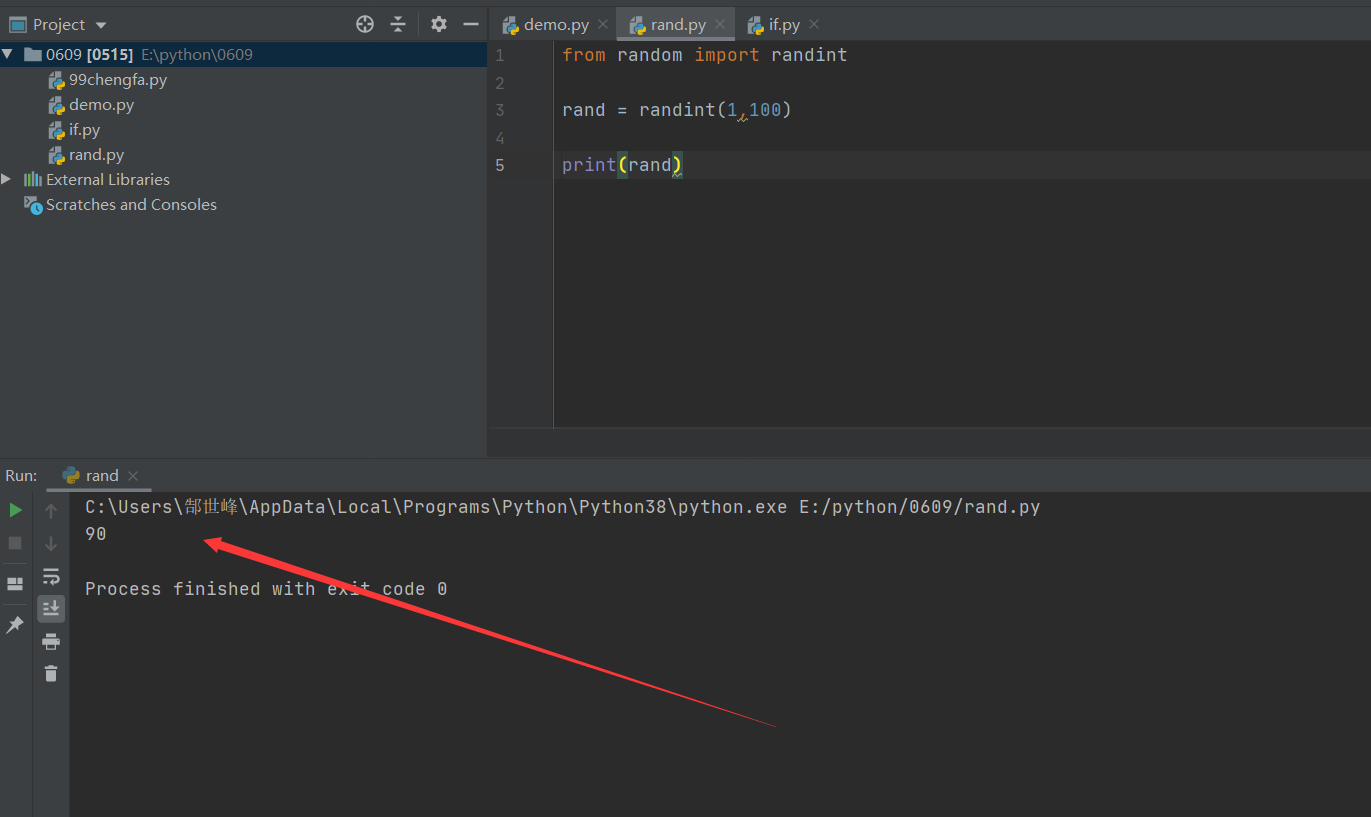 Project
demo.py
rand.py
if.py
0609 [0515] E:\python\0609
99chengfa.py
demo.py
if.py
rand.py
External Libraries
Scratches and Consoles
1 from random import randint
2
3 rand = randint(1,100)
4
5 print(rand)
Run: rand
C:\Users\郜世峰\AppData\Local\Programs\Python\Python38\python.exe E:/python/0609/rand.py
90
Process finished with exit code 0